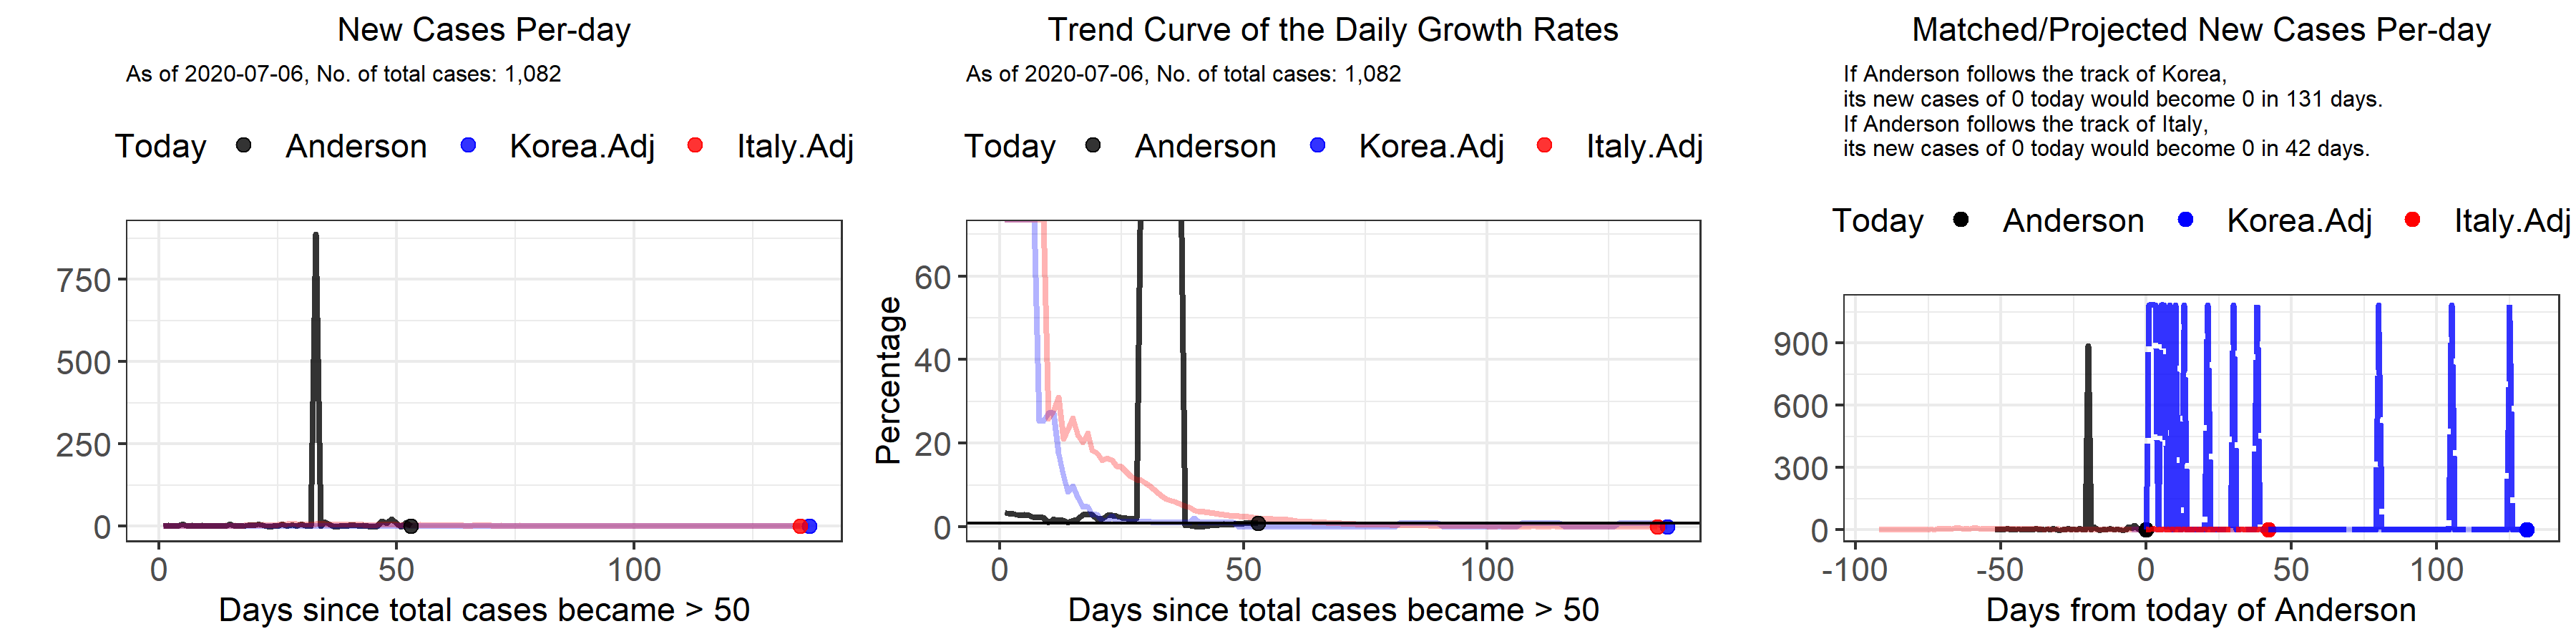 New Cases Per-day
As of 2020-07-06, No. of total cases: 1,082
Today Anderson Korea.Adj Italy.Adj
750
500
250
0
0 50 100
Days since total cases became > 50
Trend Curve of the Daily Growth Rates
As of 2020-07-06, No. of total cases: 1,082
Today Anderson Korea.Adj Italy.Adj
Percentage
60
40
20
0
0 50 100
Days since total cases became > 50
Matched/Projected New Cases Per-day
If Anderson follows the track of Korea,
its new cases of 0 today would become 0 in 131 days.
If Anderson follows the track of Italy,
its new cases of 0 today would become 0 in 42 days.
Today Anderson Korea.Adj Italy.Adj
900
600
300
0
-100 -50 0 50 100
Days from today of Anderson